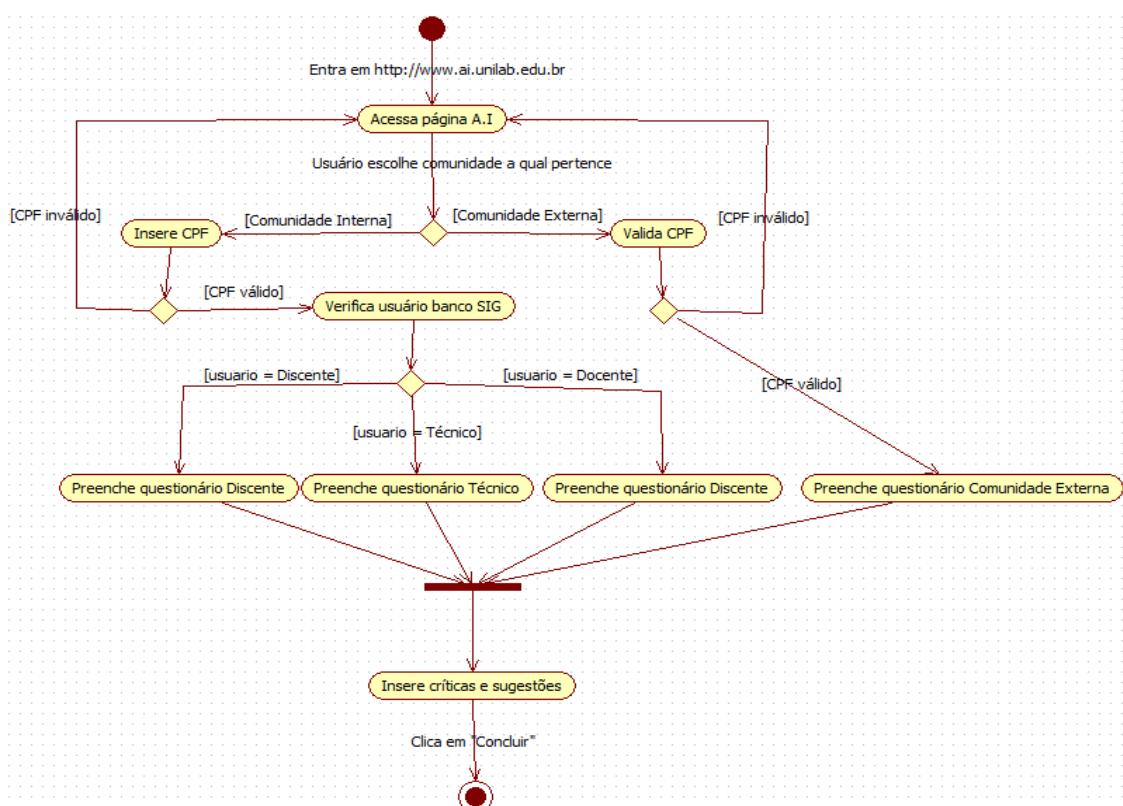 Entra em http://www.ai.unilab.edu.br
Acessa página A.I
Usuário escolhe comunidade a qual pertence
[CPF inválido]
[Comunidade Interna]
[Comunidade Externa]
[CPF inválido]
Insere CPF
Valida CPF
[CPF válido]
Verifica usuário banco SIG
[usuario = Discente]
[usuario = Docente]
[CPF válido]
[usuario = Técnico]
Preenche questionário Discente
Preenche questionário Técnico
Preenche questionário Discente
Preenche questionário Comunidade Externa
Insere críticas e sugestões
Clica em "Concluir"